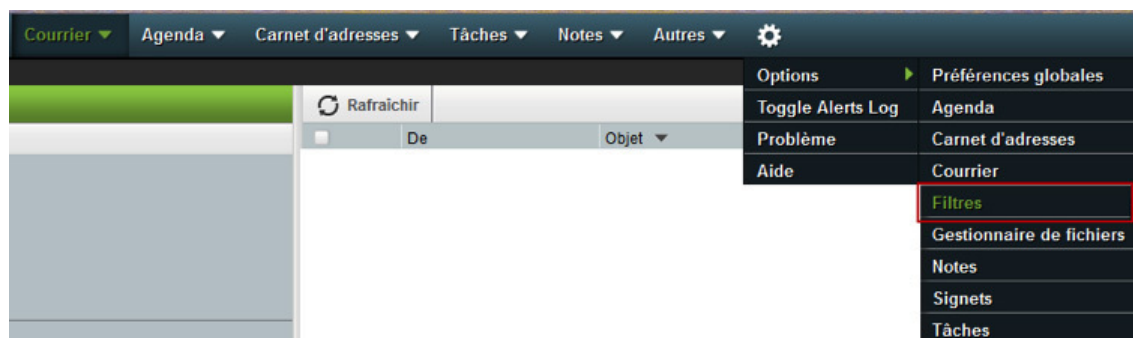 Courrier Agenda Carnet d'adresses Tâches Notes Autres
Options Préférences globales
Rafraîchir Toggle Alerts Log Agenda
De Objet Problème Carnet d'adresses
Aide Courrier
Filtres
Gestionnaire de fichiers
Notes
Signets
Tâches